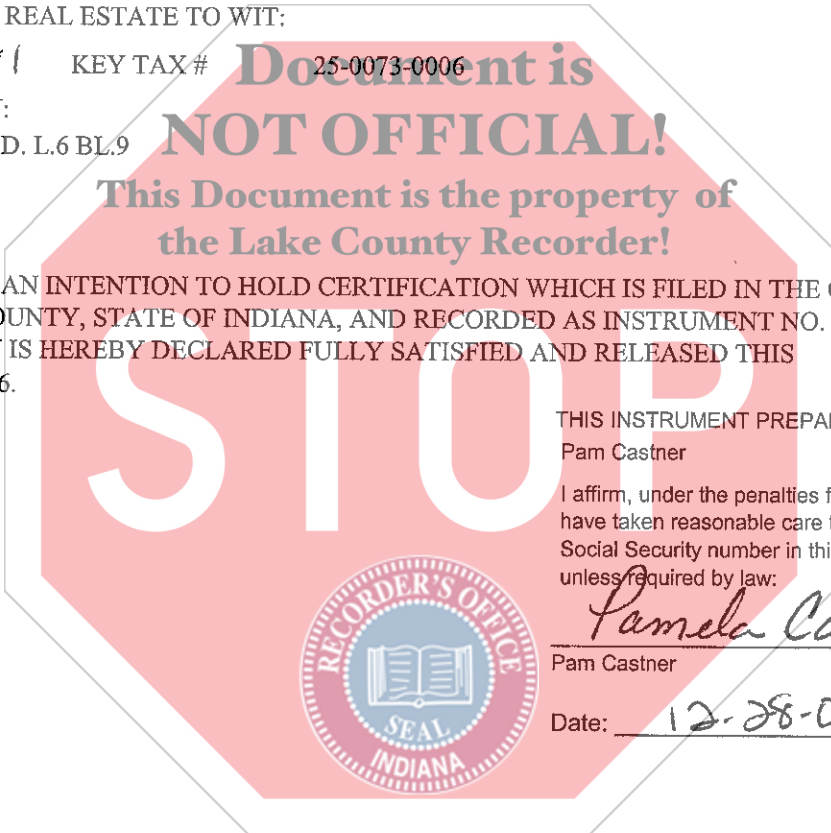 REAL ESTATE TO WIT:
KEY TAX # 25-0073-0006
Document is
NOT OFFICIAL!
D. L.6 BL.9
This Document is the property of
the Lake County Recorder!
AN INTENTION TO HOLD CERTIFICATION WHICH IS FILED IN THE
OUNTY, STATE OF INDIANA, AND RECORDED AS INSTRUMENT NO.
IS HEREBY DECLARED FULLY SATISFIED AND RELEASED THIS
6.
STOP
THIS INSTRUMENT PREPA
Pam Castner
I affirm, under the penalties f
have taken reasonable care
Social Security number in thi
unless required by law:
Pamela Ca
Pam Castner
Date: 12-28-0
RECORDER'S OFFICE
SEAL
INDIANA